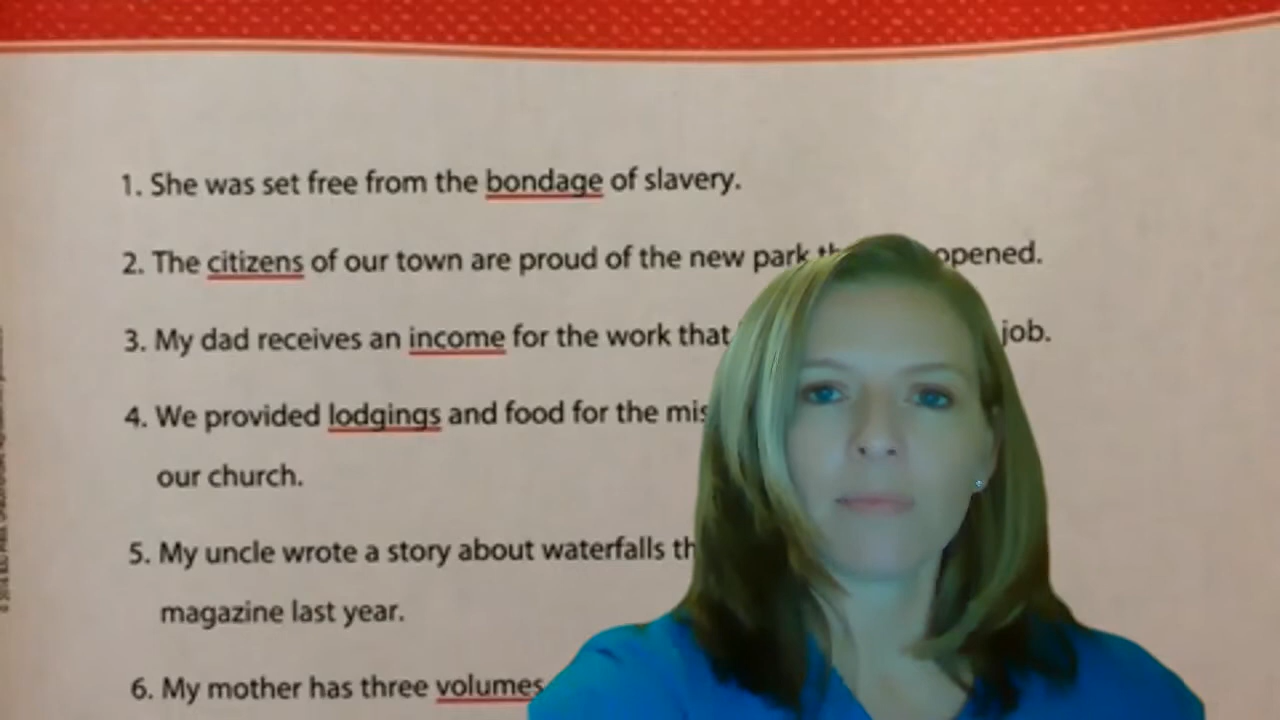 1. She was set free from the bondage of slavery.
2. The citizens of our town are proud of the new park opened.
3. My dad receives an income for the work that job.
4. We provided lodgings and food for the
our church.
5. My uncle wrote a story about waterfalls
magazine last year.
6. My mother has three volumes